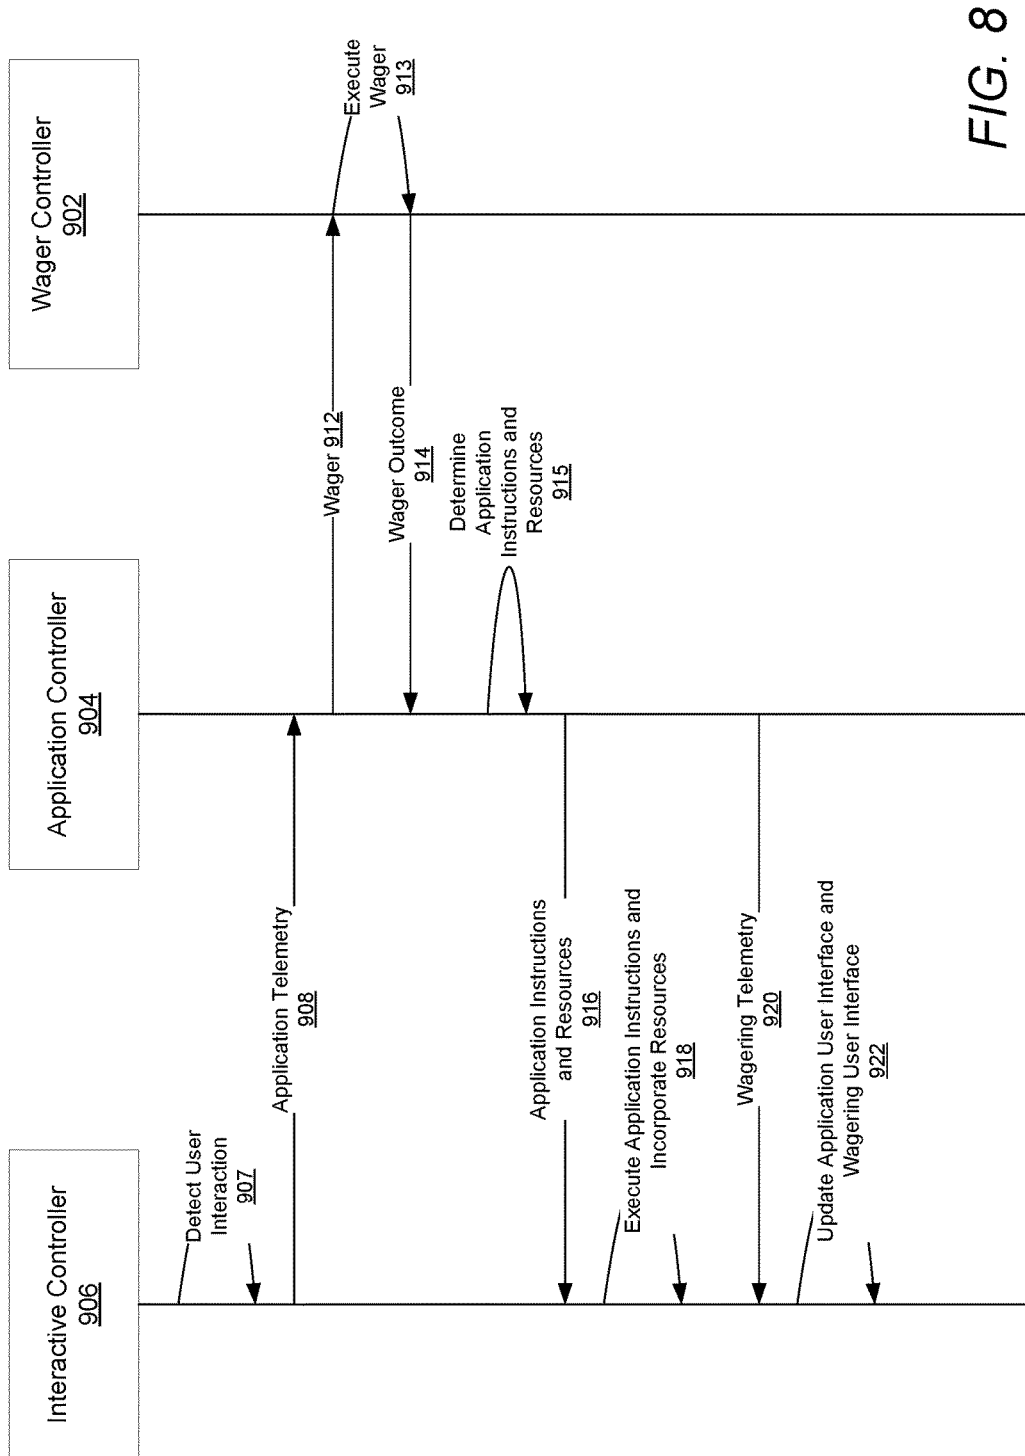 Interactive Controller
906
Application Controller
904
Wager Controller
902
Detect User
Interaction
907
Application Telemetry
908
Wager 912
Execute
Wager
913
Wager Outcome
914
Determine
Application
Instructions and
Resources
915
Application Instructions
and Resources
916
Execute Application Instructions and
Incorporate Resources
918
Wagering Telemetry
920
Update Application User Interface and
Wagering User Interface
922
FIG. 8